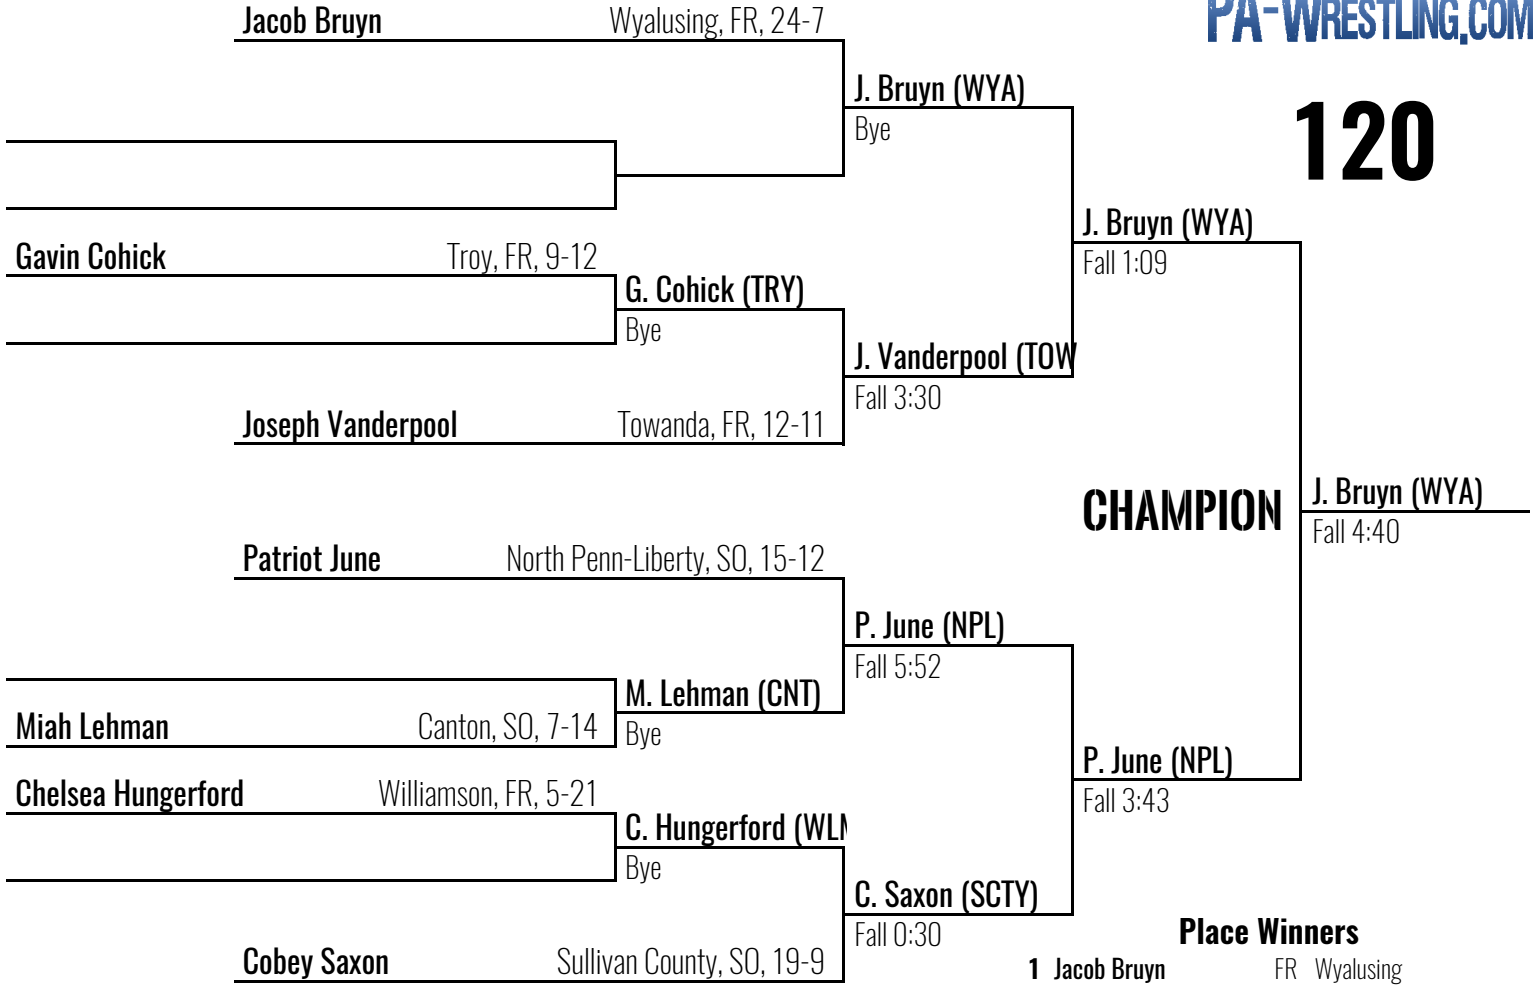 PA-WRESTLING.COM
120
Jacob Bruyn Wyalusing, FR, 24-7
J. Bruyn (WYA)
Bye
J. Bruyn (WYA)
Fall 1:09
Gavin Cohick Troy, FR, 9-12
G. Cohick (TRY)
Bye
J. Vanderpool (TOW
Fall 3:30
Joseph Vanderpool Towanda, FR, 12-11
CHAMPION
J. Bruyn (WYA)
Fall 4:40
Patriot June North Penn-Liberty, SO, 15-12
P. June (NPL)
Fall 5:52
M. Lehman (CNT)
Miah Lehman Canton, SO, 7-14
Bye
P. June (NPL)
Fall 3:43
Chelsea Hungerford Williamson, FR, 5-21
C. Hungerford (WLM
Bye
C. Saxon (SCTY)
Fall 0:30
Cobey Saxon Sullivan County, SO, 19-9
Place Winners
1 Jacob Bruyn FR Wyalusing